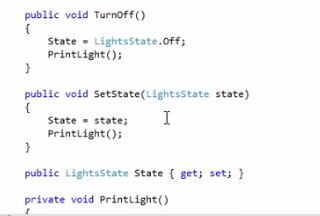 public void TurnOff()
{
State = LightsState.Off;
PrintLight();
}
public void SetState(LightsState state)
{
State = state;
PrintLight();
}
public LightsState State { get; set; }
private void PrintLight()
{